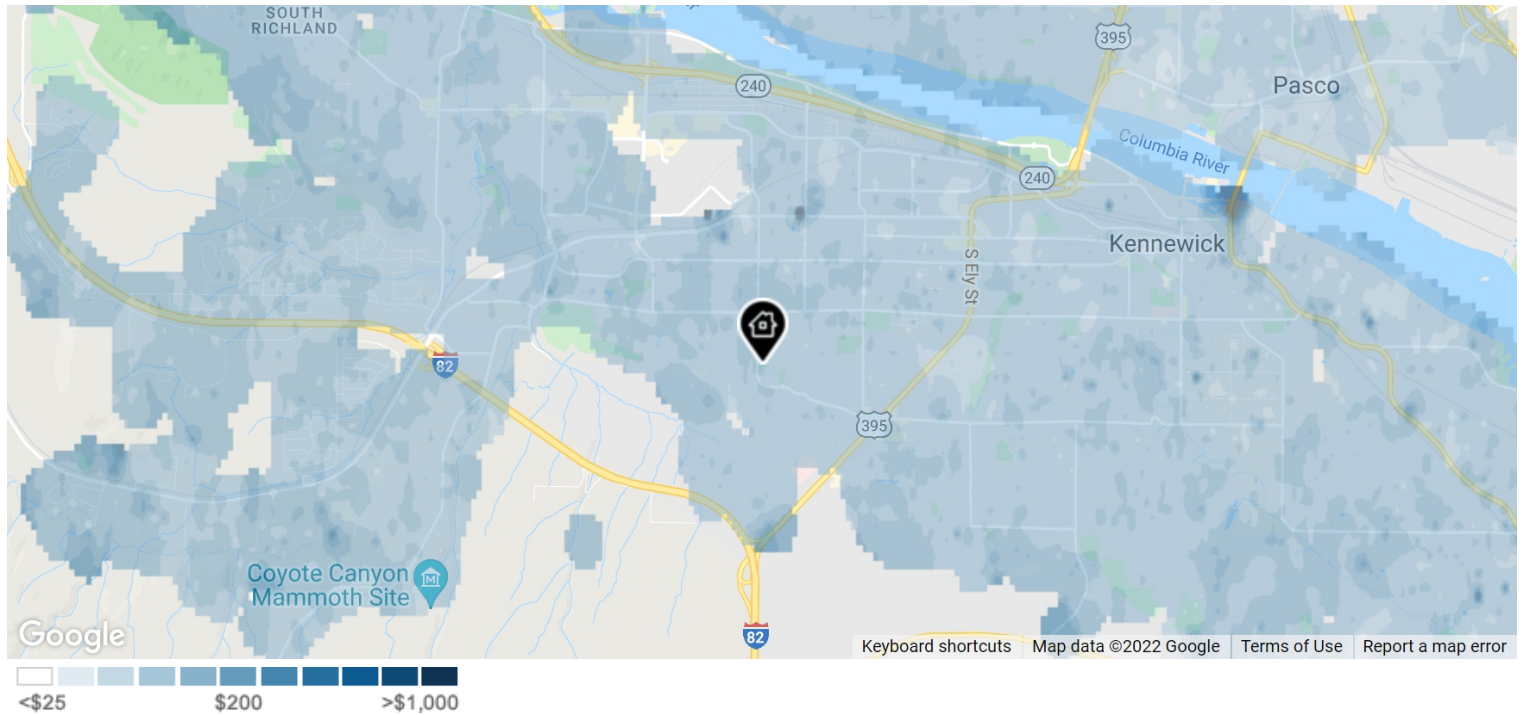 SOUTH
RICHLAND
395
240
Pasco
Columbia River
240
Kennewick
S Ely St
82
395
Coyote Canyon
Mammoth Site
M
82
Google
Keyboard shortcuts
Map data ©2022 Google
Terms of Use
Report a map error
<$25
$200
>$1,000